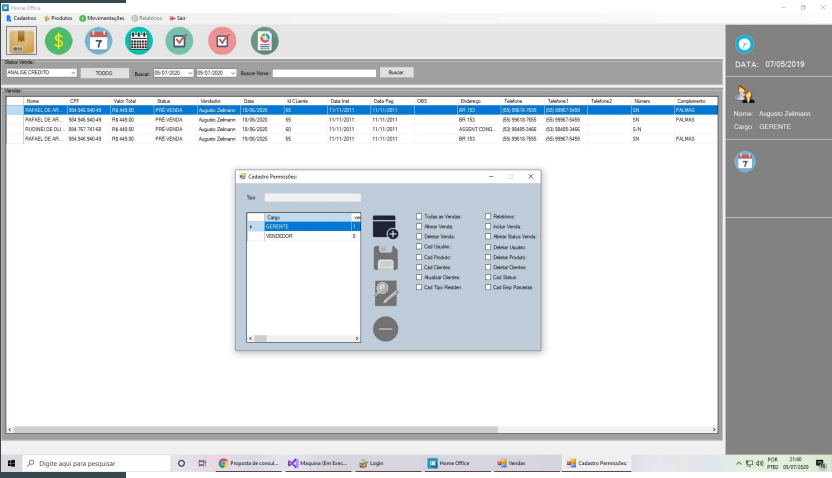 Home Office
Cadastros Produtos Movimentações Relatórios Sair
Status Venda:
ANALISE CREDITO TODOS: Buscar: 05/07/2020 05/07/2020 Buscar Nome: Buscar
Vendas:
Nome CPF Valor Total Status Vendedor Data Id CLiente Data Inst Data Pag OBS Endereço Telefone Telefone1 Telefone2 Número Complemento
RAFAEL DE AR... 984.946.940-49 R$ 449,00 PRÉ-VENDA Augusto Zielmann 18/06/2020 65 11/11/2011 11/11/2011 BR 153 (55) 99618-7655 (55) 99967-5459 SN PALMAS
RAFAEL DE AR... 984.946.940-49 R$ 449,00 PRÉ-VENDA Augusto Zielmann 18/06/2020 65 11/11/2011 11/11/2011 BR 153 (55) 99618-7655 (55) 99967-5459 SN PALMAS
RUDINEI DE OLI... 884.767.741-68 R$ 449,00 PRÉ-VENDA Augusto Zielmann 18/06/2020 60 11/11/2011 11/11/2011 ASSENT CONQ... (53) 98405-3466 (53) 98405-3466 S/N
RAFAEL DE AR... 984.946.940-49 R$ 449,00 PRÉ-VENDA Augusto Zielmann 19/06/2020 65 11/11/2011 11/11/2011 BR 153 (55) 99618-7655 (55) 99967-5459 SN PALMAS
DATA: 07/05/2019
Nome: Augusto Zielmann
Cargo: GERENTE
7
Cadastro Permissões:
Tipo
Cargo ver
GERENTE 1
VENDEDOR 0
Todas as Vendas: Relatórios:
Alterar Venda: Incluir Venda:
Deletar Venda: Alterar Status Venda:
Cad Usuário: Deletar Usuário:
Cad Produto: Deletar Produto:
Cad Clientes: Deletar Clientes:
Atualizar Clientes: Cad Status:
Cad Tipo Residen: Cad Emp Parceiras
Digite aqui para pesquisar Proposta de consul... Maquina (Em Exec... Login Home Office Vendas Cadastro Permissões: POR 21:40
PTB2 05/07/2020